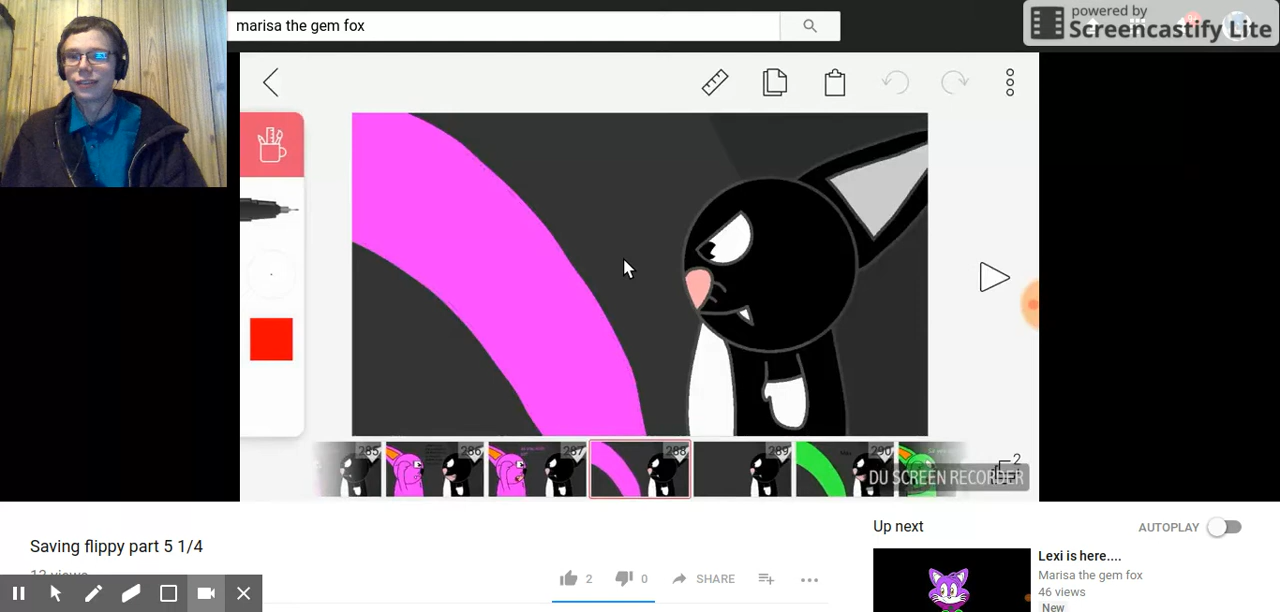 marisa the gem fox
powered by
Screencastify Lite
285
286
287
288
289
290
2
DU SCREEN RECORDER
Saving flippy part 5 1/4
12 views
2
0
SHARE
Up next
AUTOPLAY
Lexi is here....
Marisa the gem fox
46 views
New